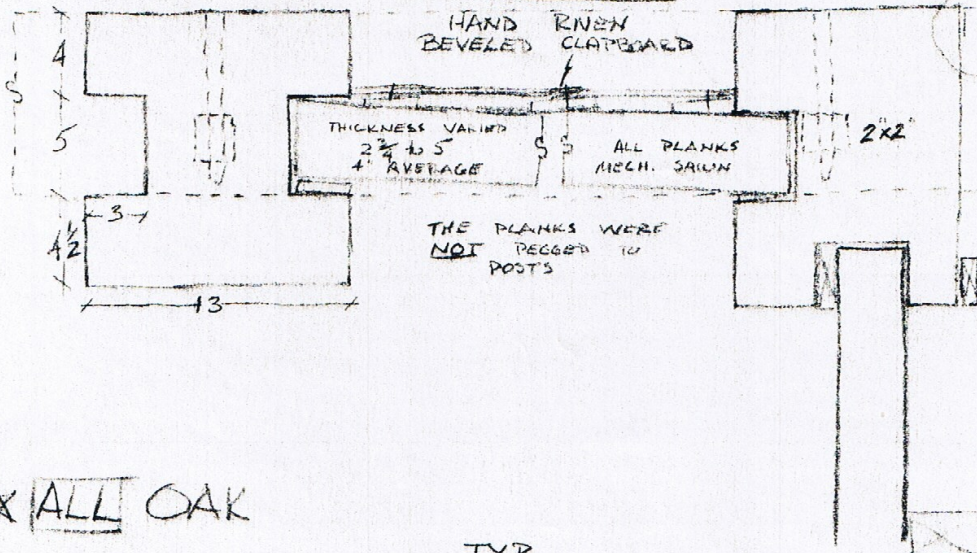 HAND RIVEN
BEVELED CLAPBOARD
4
5
3
4 1/2
13
THICKNESS VARIED
2 3/4 to 5
4" AVERAGE
ALL PLANKS
MECH. SAWN
2"x2"
THE PLANKS WERE
NOT PEGGED TO
POSTS
ALL OAK
TYP